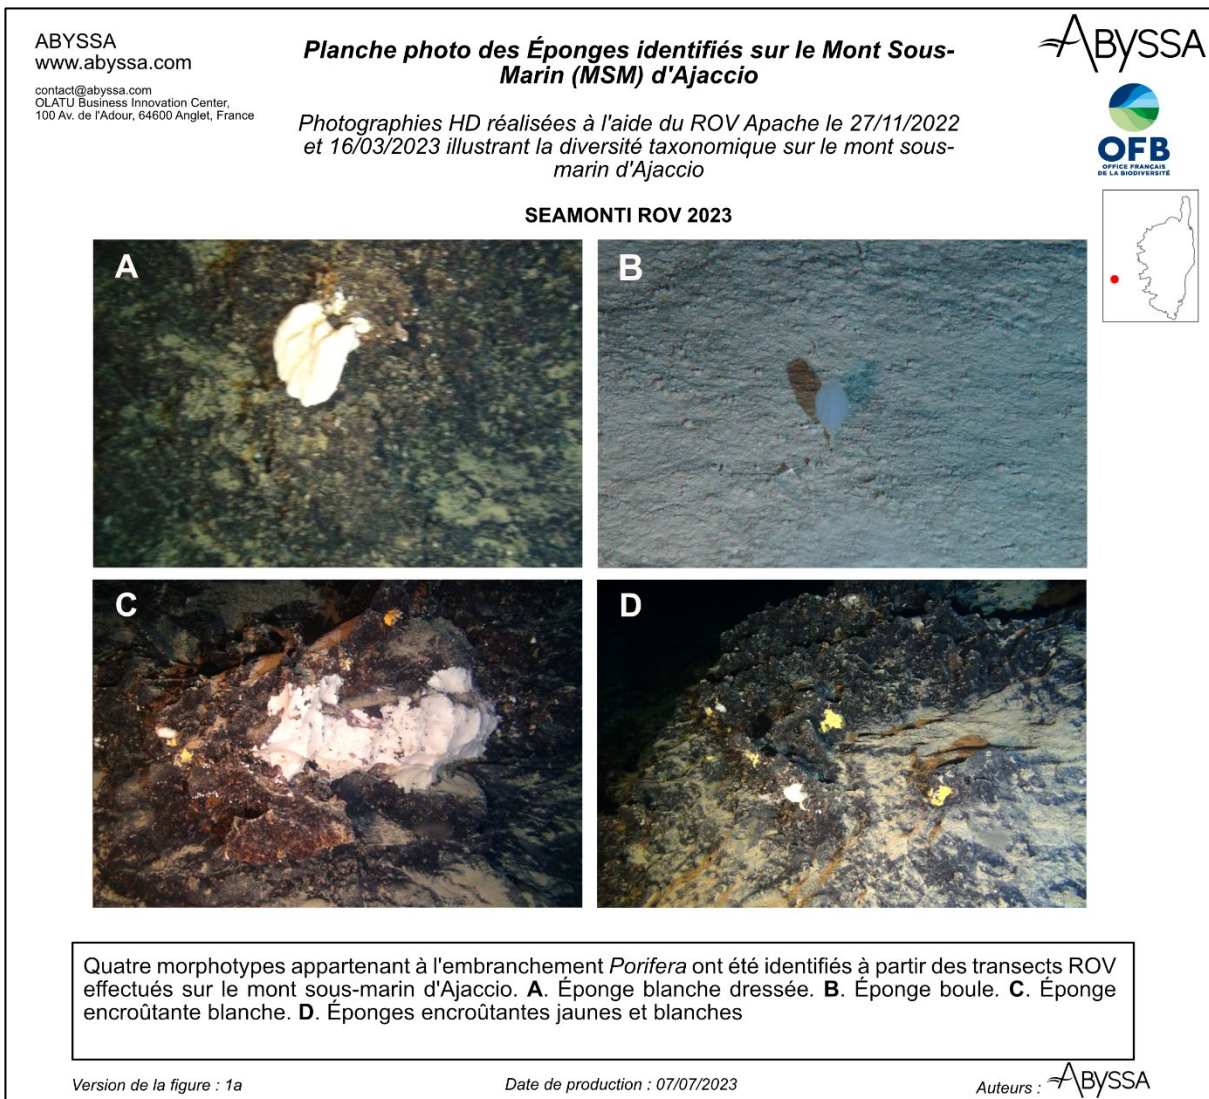 ABYSSA
www.abyssa.com
contact@abyssa.com
OLATU Business Innovation Center,
100 Av. de l'Adour, 64600 Anglet, France
Planche photo des Éponges identifiés sur le Mont Sous-
Marin (MSM) d'Ajaccio
Photographies HD réalisées à l'aide du ROV Apache le 27/11/2022
et 16/03/2023 illustrant la diversité taxonomique sur le mont sous-
marin d'Ajaccio
SEAMONTI ROV 2023
ABYSSA
OFB
OFFICE FRANÇAIS
DE LA BIODIVERSITÉ
A
B
C
D
Quatre morphotypes appartenant à l'embranchement Porifera ont été identifiés à partir des transects ROV
effectués sur le mont sous-marin d'Ajaccio. A. Éponge blanche dressée. B. Éponge boule. C. Éponge
encroûtante blanche. D. Éponges encroûtantes jaunes et blanches
Version de la figure : 1a
Date de production : 07/07/2023
Auteurs : ABYSSA